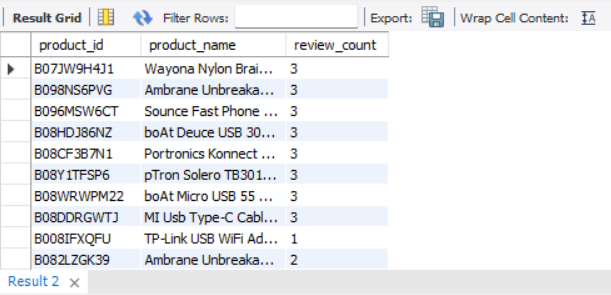 Result Grid Filter Rows: Export: Wrap Cell Content: IA
product_id product_name review_count
B07JW9H4J1 Wayona Nylon Brai... 3
B098NS6PVG Ambrane Unbreaka... 3
B096MSW6CT Sounce Fast Phone ... 3
B08HDJ86NZ boAt Deuce USB 30... 3
B08CF3B7N1 Portronics Konnect ... 3
B08Y1TFSP6 pTron Solero TB301... 3
B08WRWPM22 boAt Micro USB 55 ... 3
B08DDRGWTJ MI Usb Type-C Cabl... 3
B008IFXQFU TP-Link USB WiFi Ad... 1
B082LZGK39 Ambrane Unbreaka... 2
Result 2 ×